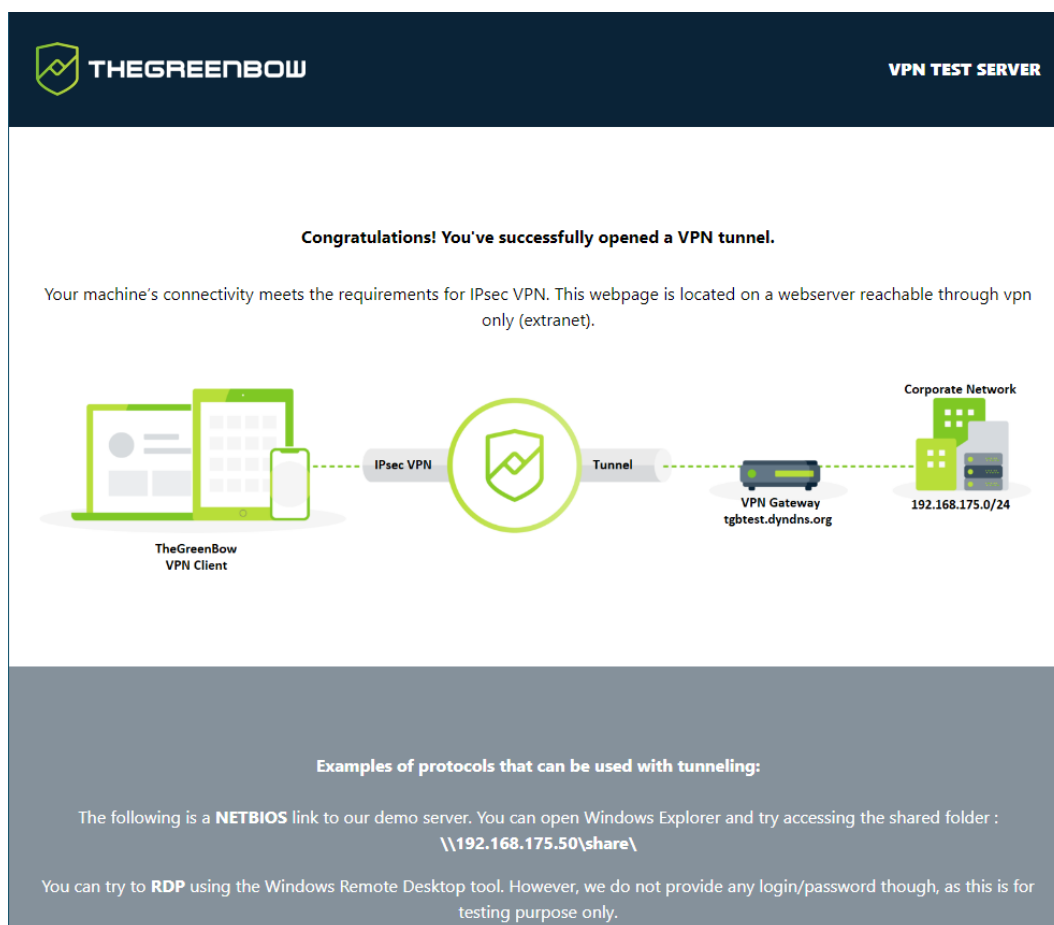 THEGREENBOW
VPN TEST SERVER
Congratulations! You've successfully opened a VPN tunnel.
Your machine's connectivity meets the requirements for IPsec VPN. This webpage is located on a webserver reachable through vpn
only (extranet).
Corporate Network
IPsec VPN
Tunnel
VPN Gateway
tgbtest.dyndns.org
192.168.175.0/24
TheGreenBow
VPN Client
Examples of protocols that can be used with tunneling:
The following is a NETBIOS link to our demo server. You can open Windows Explorer and try accessing the shared folder :
\\192.168.175.50\share\
You can try to RDP using the Windows Remote Desktop tool. However, we do not provide any login/password though, as this is for
testing purpose only.